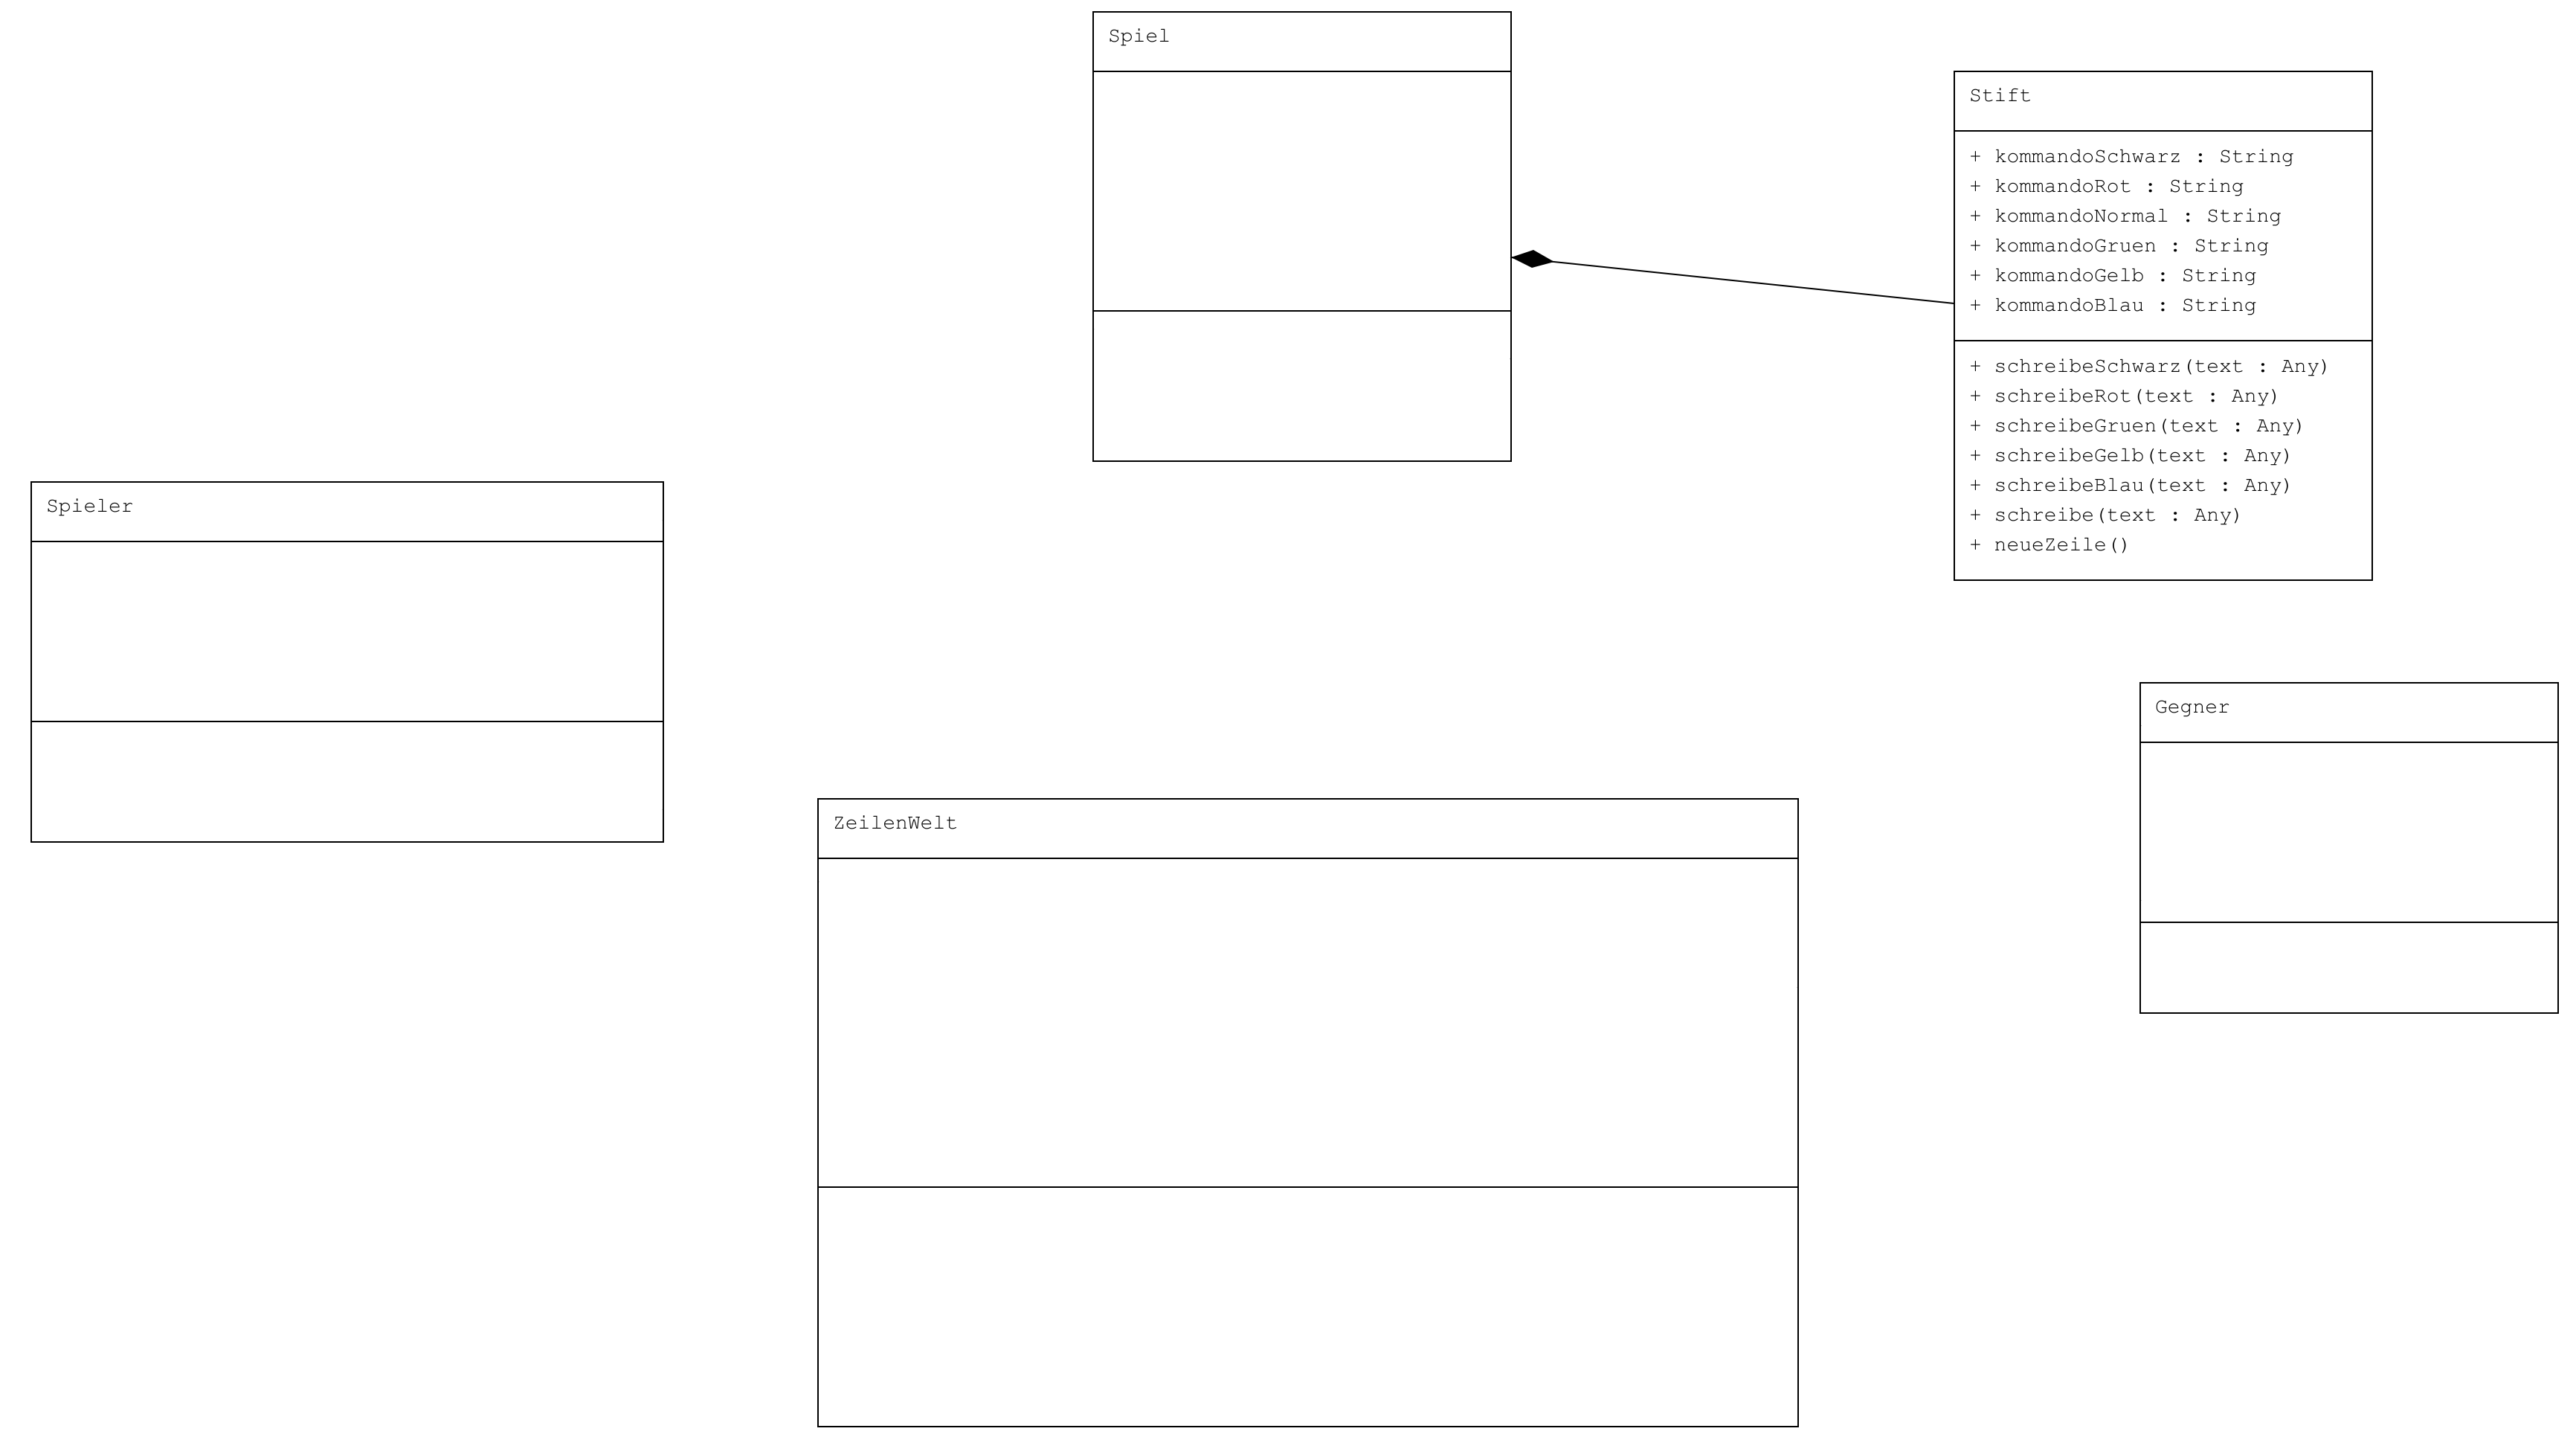 Spiel
Stift
+ kommandoSchwarz : String
+ kommandoRot : String
+ kommandoNormal : String
+ kommandoGruen : String
+ kommandoGelb : String
+ kommandoBlau : String
+ schreibeSchwarz(text : Any)
+ schreibeRot(text : Any)
+ schreibeGruen(text : Any)
+ schreibeGelb(text : Any)
+ schreibeBlau(text : Any)
+ schreibe(text : Any)
+ neueZeile()
Spieler
Gegner
ZeilenWelt